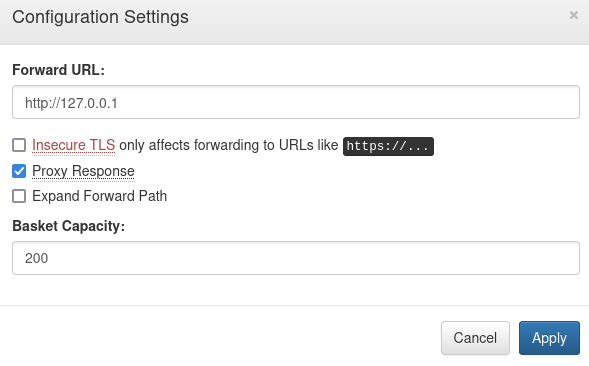 Configuration Settings ×
Forward URL:
http://127.0.0.1
Insecure TLS only affects forwarding to URLs like https://...
Proxy Response
Expand Forward Path
Basket Capacity:
200
Cancel Apply